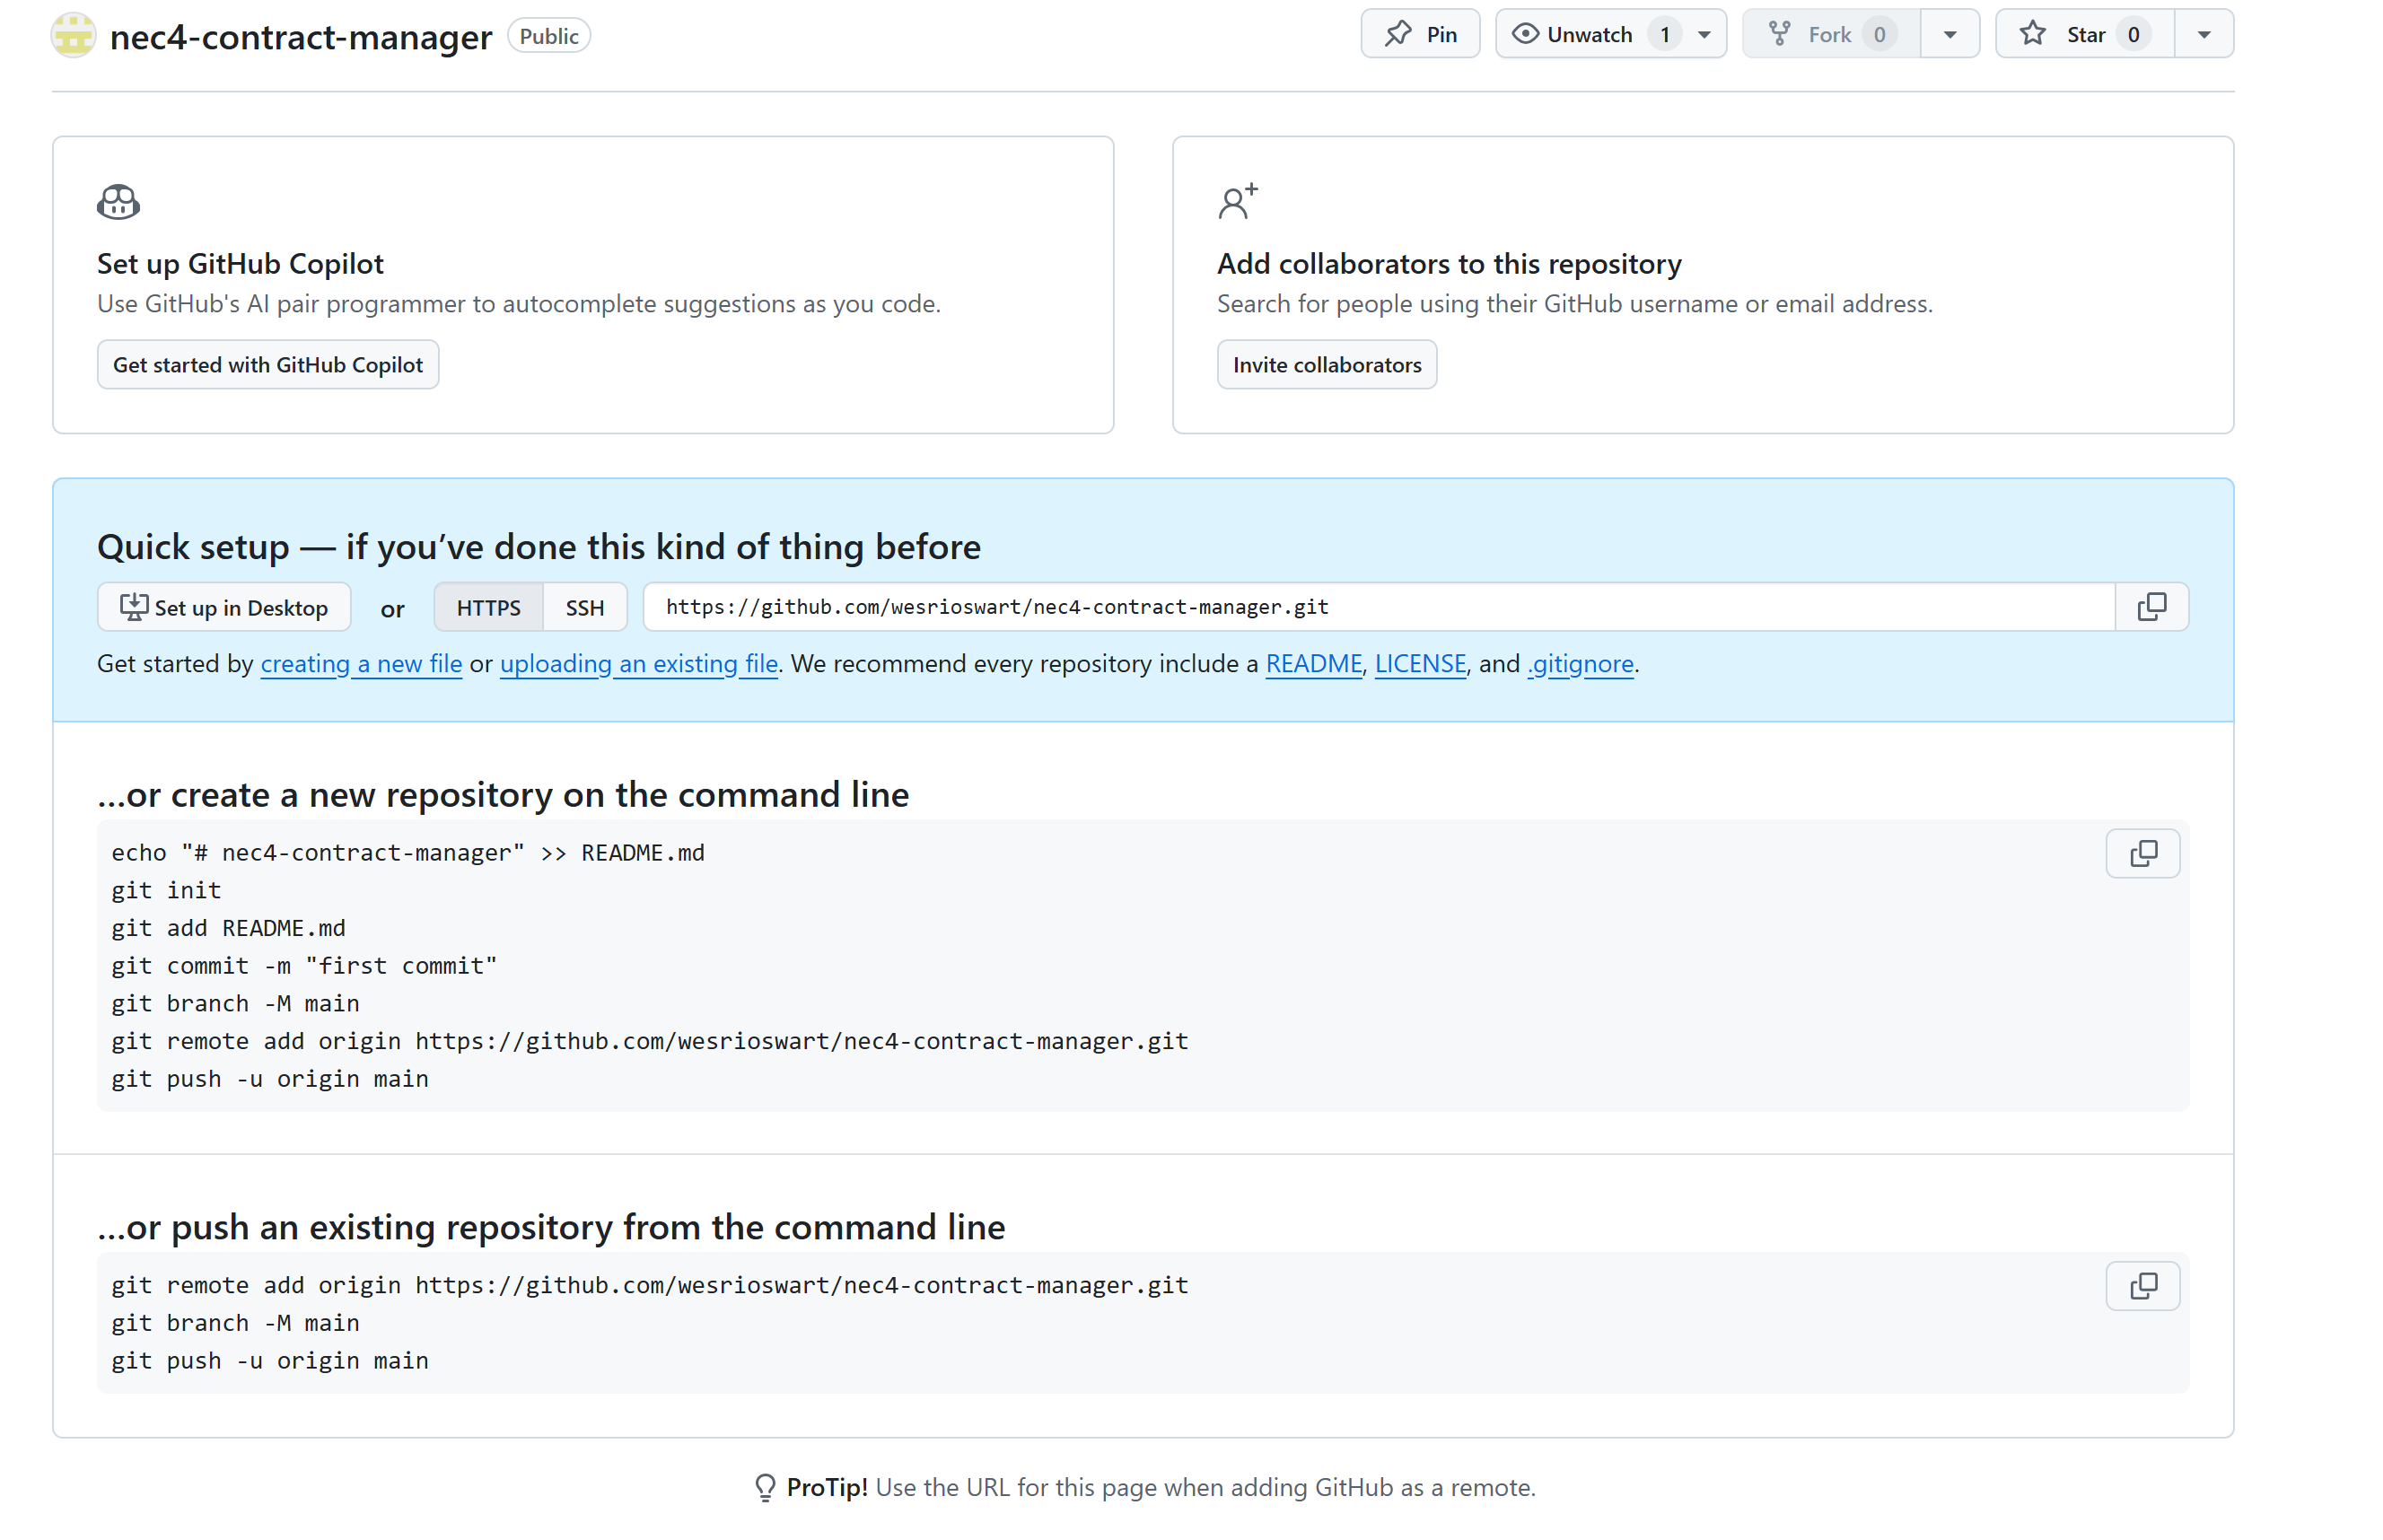 nec4-contract-manager Public
Pin
Unwatch 1
Fork 0
Star 0
Set up GitHub Copilot
Use GitHub's AI pair programmer to autocomplete suggestions as you code.
Get started with GitHub Copilot
Add collaborators to this repository
Search for people using their GitHub username or email address.
Invite collaborators
Quick setup — if you’ve done this kind of thing before
Set up in Desktop or HTTPS SSH https://github.com/wesrioswart/nec4-contract-manager.git
Get started by creating a new file or uploading an existing file. We recommend every repository include a README, LICENSE, and .gitignore.
…or create a new repository on the command line
echo "# nec4-contract-manager" >> README.md
git init
git add README.md
git commit -m "first commit"
git branch -M main
git remote add origin https://github.com/wesrioswart/nec4-contract-manager.git
git push -u origin main
…or push an existing repository from the command line
git remote add origin https://github.com/wesrioswart/nec4-contract-manager.git
git branch -M main
git push -u origin main
ProTip! Use the URL for this page when adding GitHub as a remote.